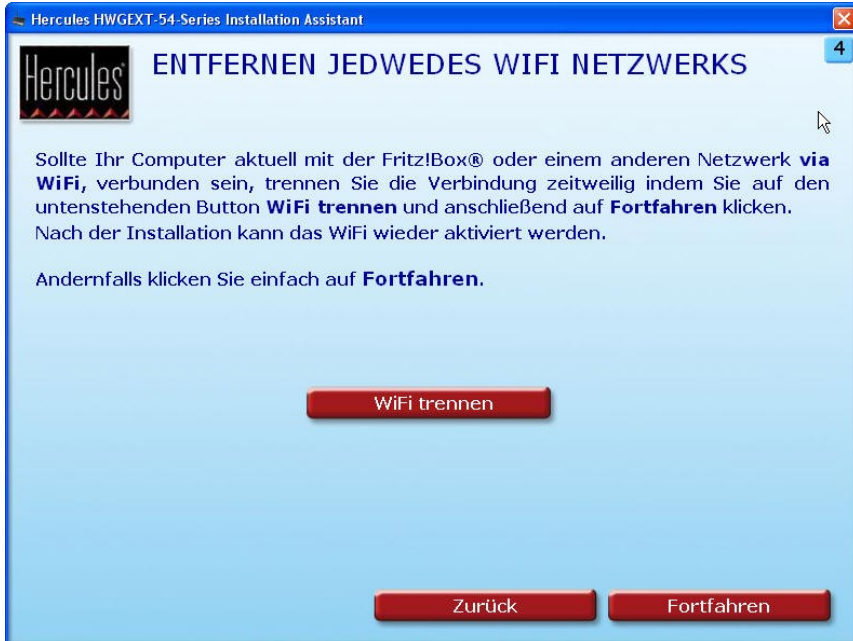 Hercules HWGEXT-54-Series Installation Assistant
4
Hercules
ENTFERNEN JEDWEDES WIFI NETZWERKS
Sollte Ihr Computer aktuell mit der Fritz!Box® oder einem anderen Netzwerk via
WiFi, verbunden sein, trennen Sie die Verbindung zeitweilig indem Sie auf den
untenstehenden Button WiFi trennen und anschließend auf Fortfahren klicken.
Nach der Installation kann das WiFi wieder aktiviert werden.
Andernfalls klicken Sie einfach auf Fortfahren.
WiFi trennen
Zurück
Fortfahren